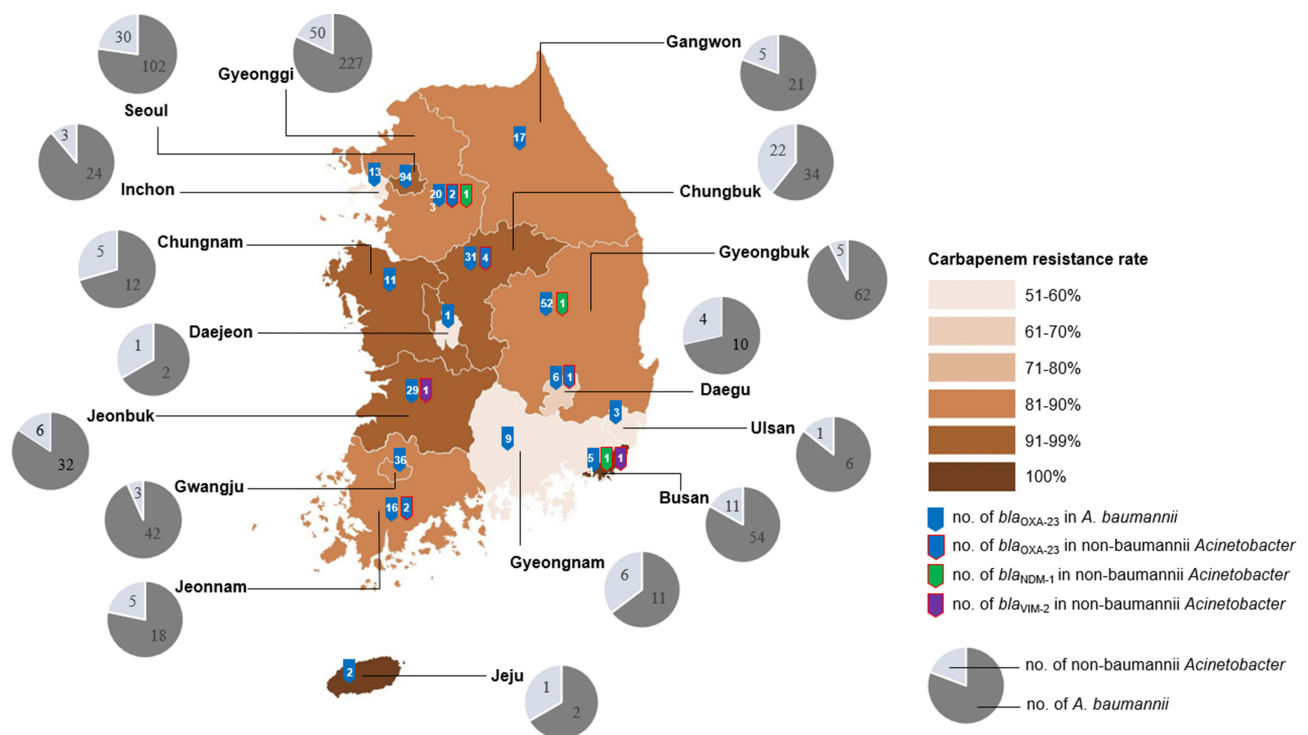 30
102
50
227
Gangwon
5
21
Gyeonggi
Seoul
3
24
17
22
34
13
94
Inchon
20
3
2
1
Chungbuk
Chungnam
5
12
31
4
Gyeongbuk
5
62
11
52
1
Daejeon
1
4
10
1
2
6
1
Daegu
29
1
Jeonbuk
3
Ulsan
6
32
9
5
4
1
1
1
6
36
Gwangju
Busan
3
42
16
2
11
54
Gyeongnam
Jeonnam
6
11
5
18
2
Jeju
1
2
Carbapenem resistance rate
51-60%
61-70%
71-80%
81-90%
91-99%
100%
no. of blaOXA-23 in A. baumannii
no. of blaOXA-23 in non-baumannii Acinetobacter
no. of blaNDM-1 in non-baumannii Acinetobacter
no. of blaVIM-2 in non-baumannii Acinetobacter
no. of non-baumannii Acinetobacter
no. of A. baumannii